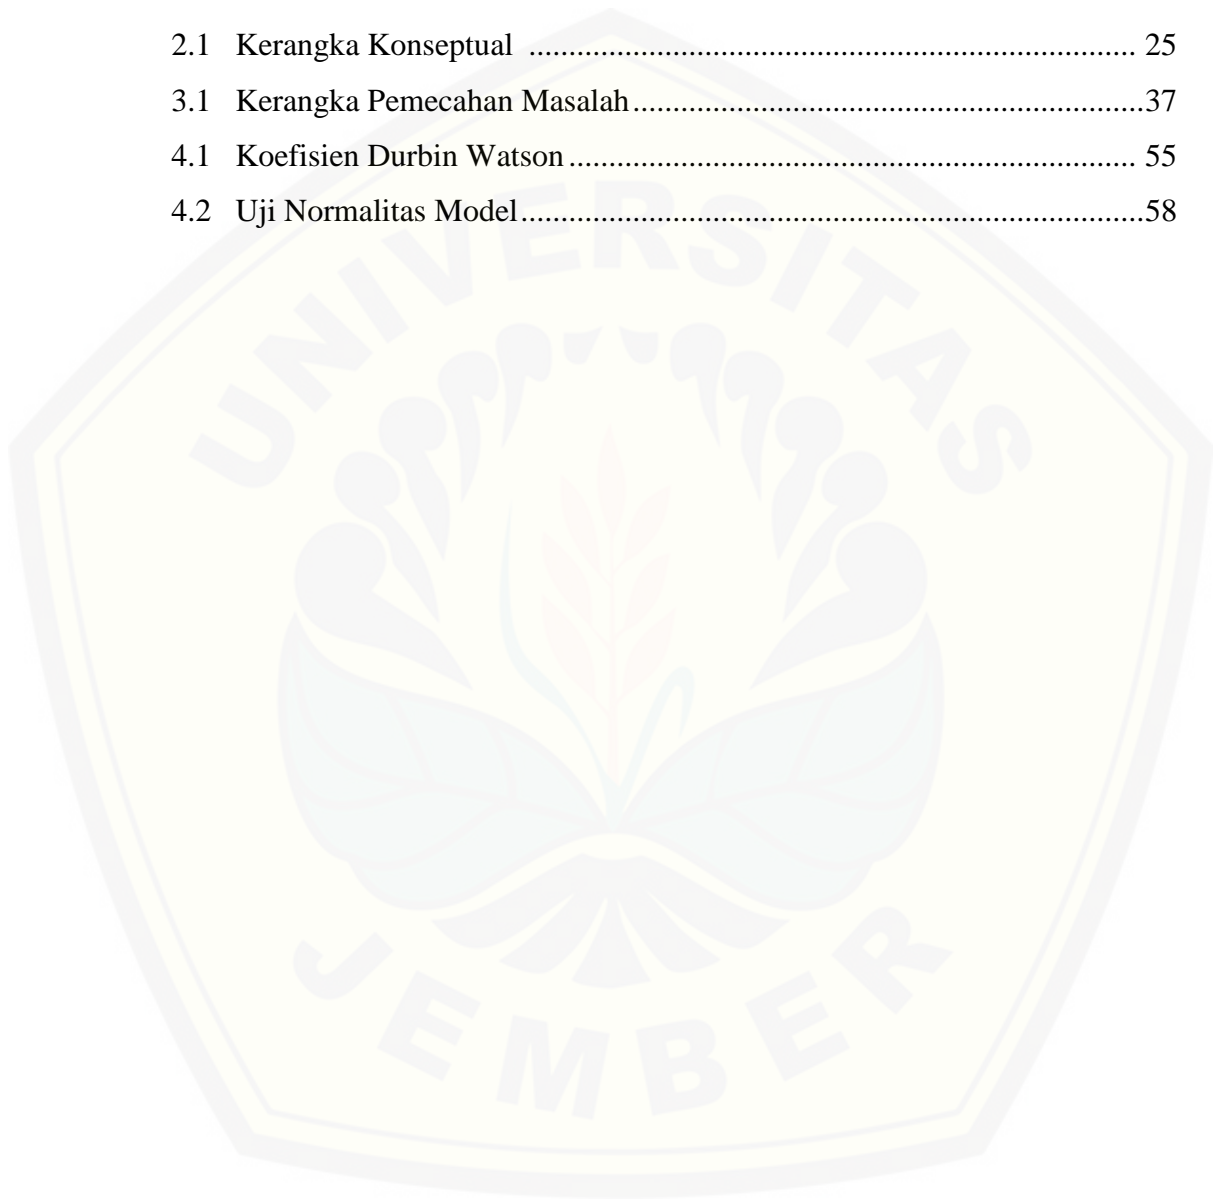 2.1 Kerangka Konseptual ............................................................................ 25
3.1 Kerangka Pemecahan Masalah................................................................37
4.1 Koefisien Durbin Watson....................................................................... 55
4.2 Uji Normalitas Model..............................................................................58
UNIVERSITAS
JEMBER